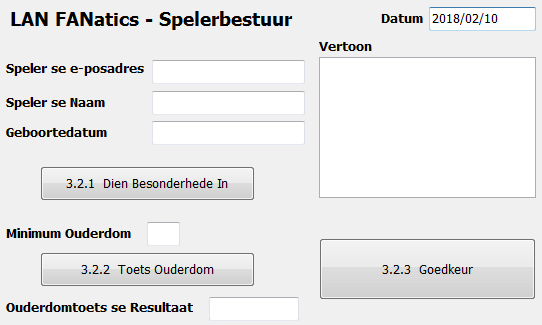 LAN FANatics - Spelerbestuur
Datum 2018/02/10
Vertoon
Speler se e-posadres
Speler se Naam
Geboortedatum
3.2.1 Dien Besonderhede In
Minimum Ouderdom
3.2.2 Toets Ouderdom
3.2.3 Goedkeur
Ouderdomtoets se Resultaat